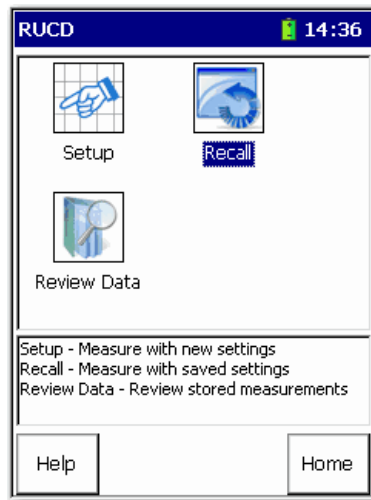 RUCD 14:36
Setup Recall
Review Data
Setup - Measure with new settings
Recall - Measure with saved settings
Review Data - Review stored measurements
Help Home